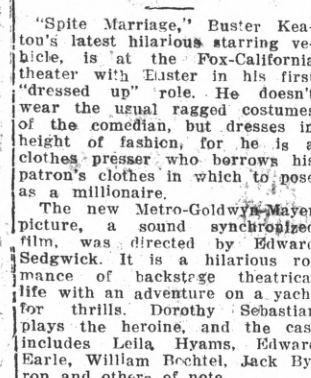 "Spite Marriage," Buster Kea-
ton's latest hilarious starring ve-
hicle, is at the Fox-California
theater with Buster in his first
"dressed up" role. He doesn't
wear the usual ragged costumes
of the comedian, but dresses in
height of fashion, for he is a
clothes presser who borrows his
patron's clothes in which to pose
as a millionaire.
The new Metro-Goldwyn-Mayer
picture, a sound synchronized
film, was directed by Edward
Sedgwick. It is a hilarious ro-
mance of backstage theatrical
life with an adventure on a yach
for thrills. Dorothy Sebastian
plays the heroine, and the cas
includes Leila Hyams, Edward
Earle, William Bechtel, Jack By-
ron and others of note.